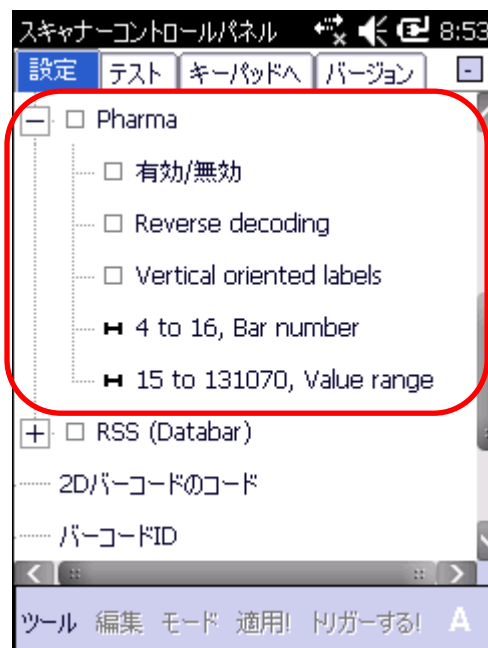 スキャナーコントロールパネル 8:53
設定 テスト キーパッドへ バージョン
Pharma
有効/無効
Reverse decoding
Vertical oriented labels
4 to 16, Bar number
15 to 131070, Value range
RSS (Databar)
2Dバーコードのコード
バーコードID
ツール 編集 モード 適用! トリガーする! A